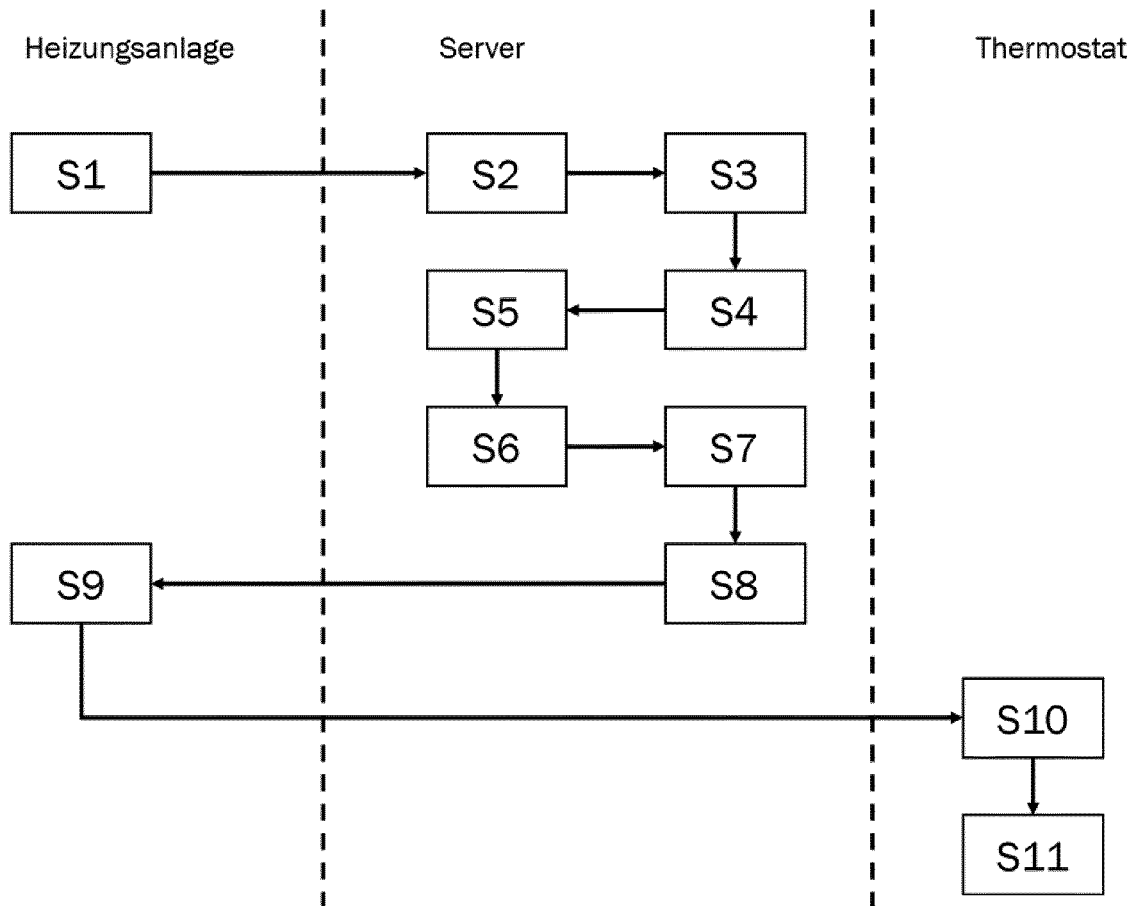 Heizungsanlage
Server
Thermostat
S1
S2
S3
S5
S4
S6
S7
S9
S8
S10
S11